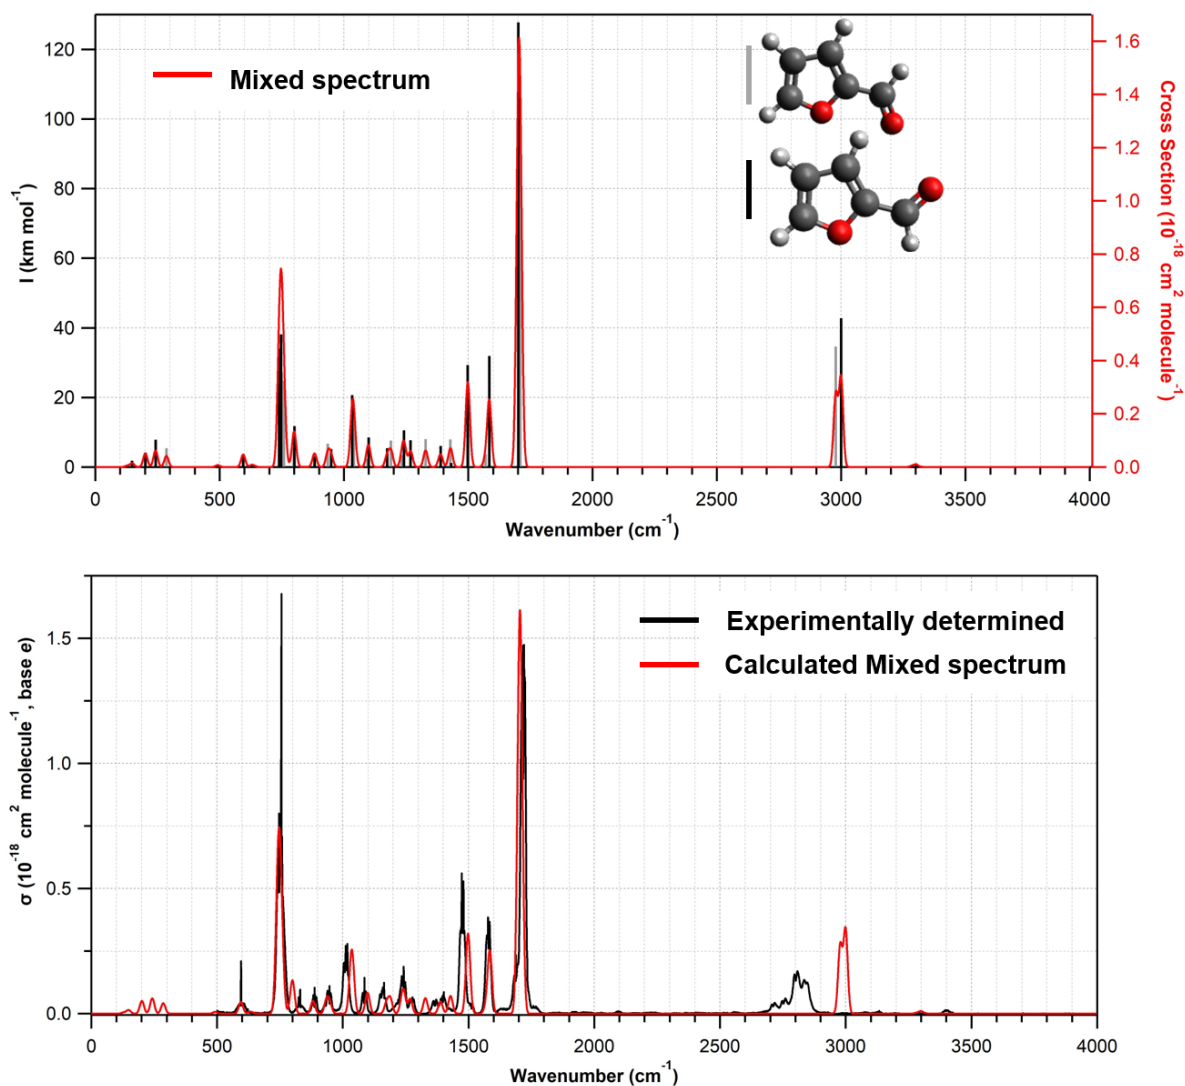 Mixed spectrum
120
100
80
60
40
20
0
I (km mol⁻¹)
1.6
1.4
1.2
1.0
0.8
0.6
0.4
0.2
0.0
Cross Section (10⁻¹⁸ cm² molecule⁻¹)
0 500 1000 1500 2000 2500 3000 3500 4000
Wavenumber (cm⁻¹)
Experimentally determined
Calculated Mixed spectrum
1.5
1.0
0.5
0.0
σ (10⁻¹⁸ cm² molecule⁻¹, base e)
0 500 1000 1500 2000 2500 3000 3500 4000
Wavenumber (cm⁻¹)